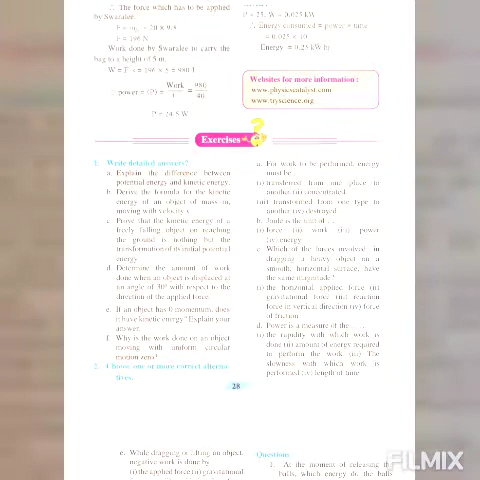 ∴ The force which has to be applied
by Swaralee.
F = mg = 20 × 9.8
F = 196 N
Work done by Swaralee to carry the
bag to a height of 5 m.
W = F s = 196 × 5 = 980 J
∴ power = (P) = Work / t = 980 / 40
P = 24.5 W
P = 25, W = 0.025 kW
∴ Energy consumed = power × time
= 0.025 × 10
Energy = 0.25 kW hr
Websites for more information :
www.physicscatalyst.com
www.tryscience.org
Exercises
1. Write detailed answers?
a. Explain the difference between
potential energy and kinetic energy.
b. Derive the formula for the kinetic
energy of an object of mass m,
moving with velocity v.
c. Prove that the kinetic energy of a
freely falling object on reaching
the ground is nothing but the
transformation of its initial potential
energy.
d. Determine the amount of work
done when an object is displaced at
an angle of 30° with respect to the
direction of the applied force.
e. If an object has 0 momentum, does
it have kinetic energy? Explain your
answer.
f. Why is the work done on an object
moving with uniform circular
motion zero?
2. Choose one or more correct alterna-
tives.
a. For work to be performed, energy
must be ....
(i) transferred from one place to
another (ii) concentrated
(iii) transformed from one type to
another (iv) destroyed
b. Joule is the unit of ...
(i) force (ii) work (iii) power
(iv) energy
c. Which of the forces involved in
dragging a heavy object on a
smooth, horizontal surface, have
the same magnitude?
(i) the horizontal applied force (ii)
gravitational force (iii) reaction
force in vertical direction (iv) force
of friction
d. Power is a measure of the .....
(i) the rapidity with which work is
done (ii) amount of energy required
to perform the work (iii) The
slowness with which work is
performed (iv) length of time
28
e. While dragging or lifting an object,
negative work is done by
(i) the applied force (ii) gravitational
Questions
1. At the moment of releasing the
balls, which energy do the balls
FILMIX